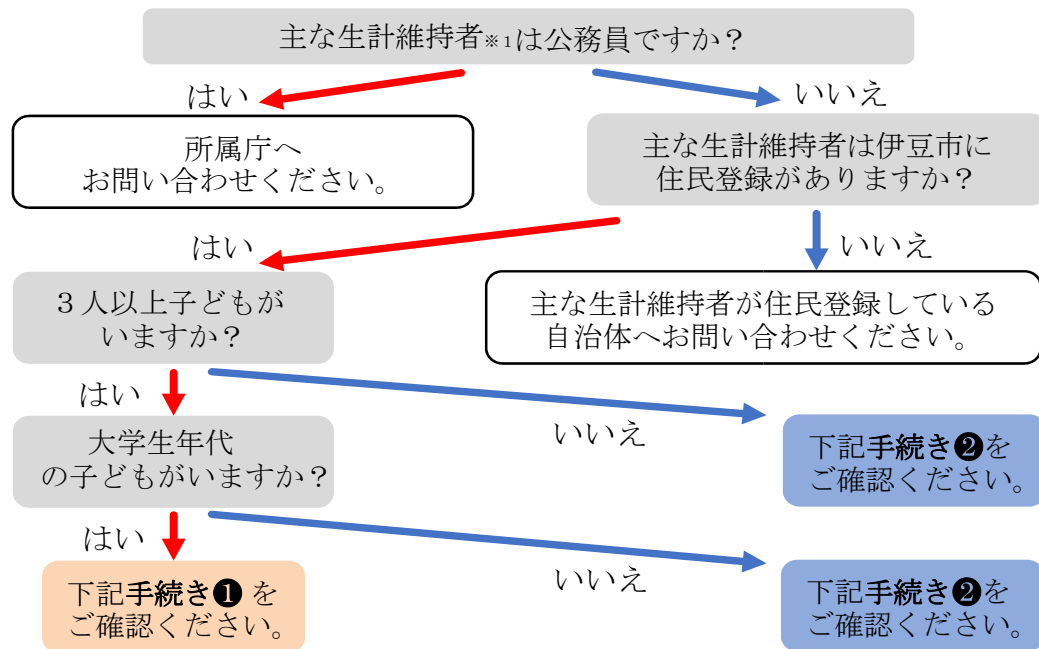 主な生計維持者※1は公務員ですか？
はい
いいえ
所属庁へ
お問い合わせください。
主な生計維持者は伊豆市に
住民登録がありますか？
はい
いいえ
３人以上子どもが
いますか？
主な生計維持者が住民登録している
自治体へお問い合わせください。
はい
いいえ
大学生年代
の子どもがいますか？
下記手続き❷を
ご確認ください。
はい
いいえ
下記手続き❶ を
ご確認ください。
下記手続き❷を
ご確認ください。